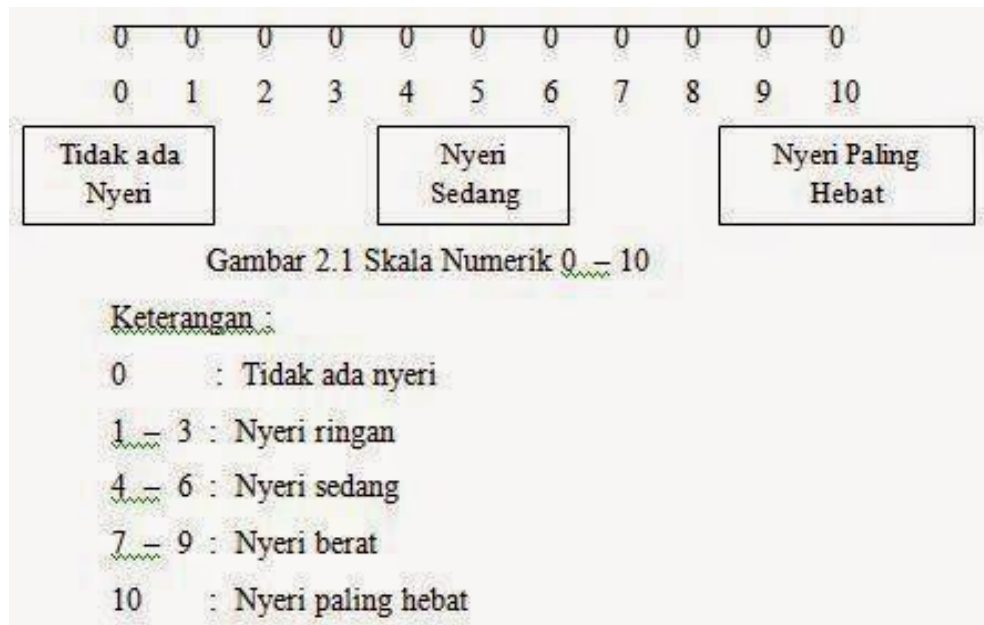 0 0 0 0 0 0 0 0 0 0 0
0 1 2 3 4 5 6 7 8 9 10
Tidak ada Nyeri Nyeri Paling
Nyeri Sedang Hebat
Gambar 2.1 Skala Numerik 0 – 10
Keterangan :
0 : Tidak ada nyeri
1 – 3 : Nyeri ringan
4 – 6 : Nyeri sedang
7 – 9 : Nyeri berat
10 : Nyeri paling hebat